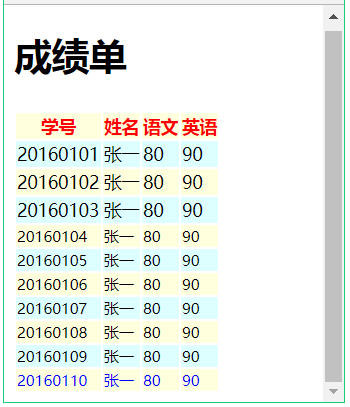 成绩单
学号 姓名 语文 英语
20160101 张一 80 90
20160102 张一 80 90
20160103 张一 80 90
20160104 张一 80 90
20160105 张一 80 90
20160106 张一 80 90
20160107 张一 80 90
20160108 张一 80 90
20160109 张一 80 90
20160110 张一 80 90